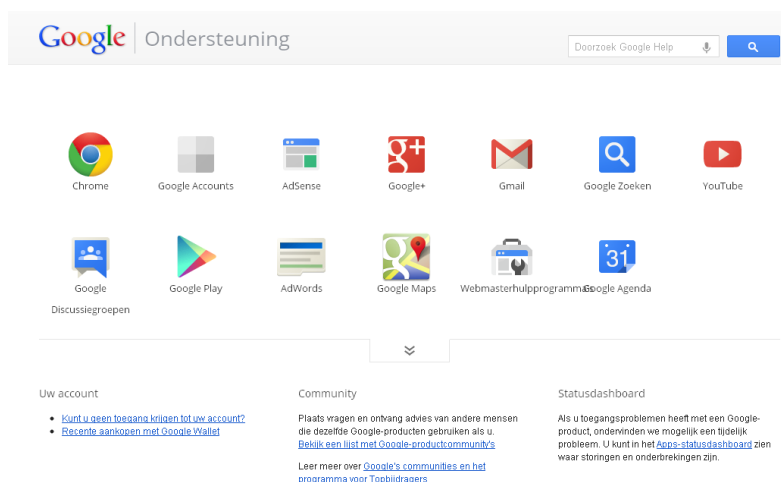 Google Ondersteuning
Doorzoek Google Help
Chrome
Google Accounts
AdSense
g+
Google+
Gmail
Google Zoeken
YouTube
31
Google
Discussiegroepen
Google Play
AdWords
Google Maps
Webmasterhulpprogramma's
Google Agenda
Uw account
Kunt u geen toegang krijgen tot uw account?
Recente aankopen met Google Wallet
Community
Plaats vragen en ontvang advies van andere mensen
die dezelfde Google-producten gebruiken als u.
Bekijk een lijst met Google-productcommunity's
Leer meer over Google's communities en het
programma voor Topbijdragers
Statusdashboard
Als u toegangsproblemen heeft met een Google-
product, ondervinden we mogelijk een tijdelijk
probleem. U kunt in het Apps-statusdashboard zien
waar storingen en onderbrekingen zijn.